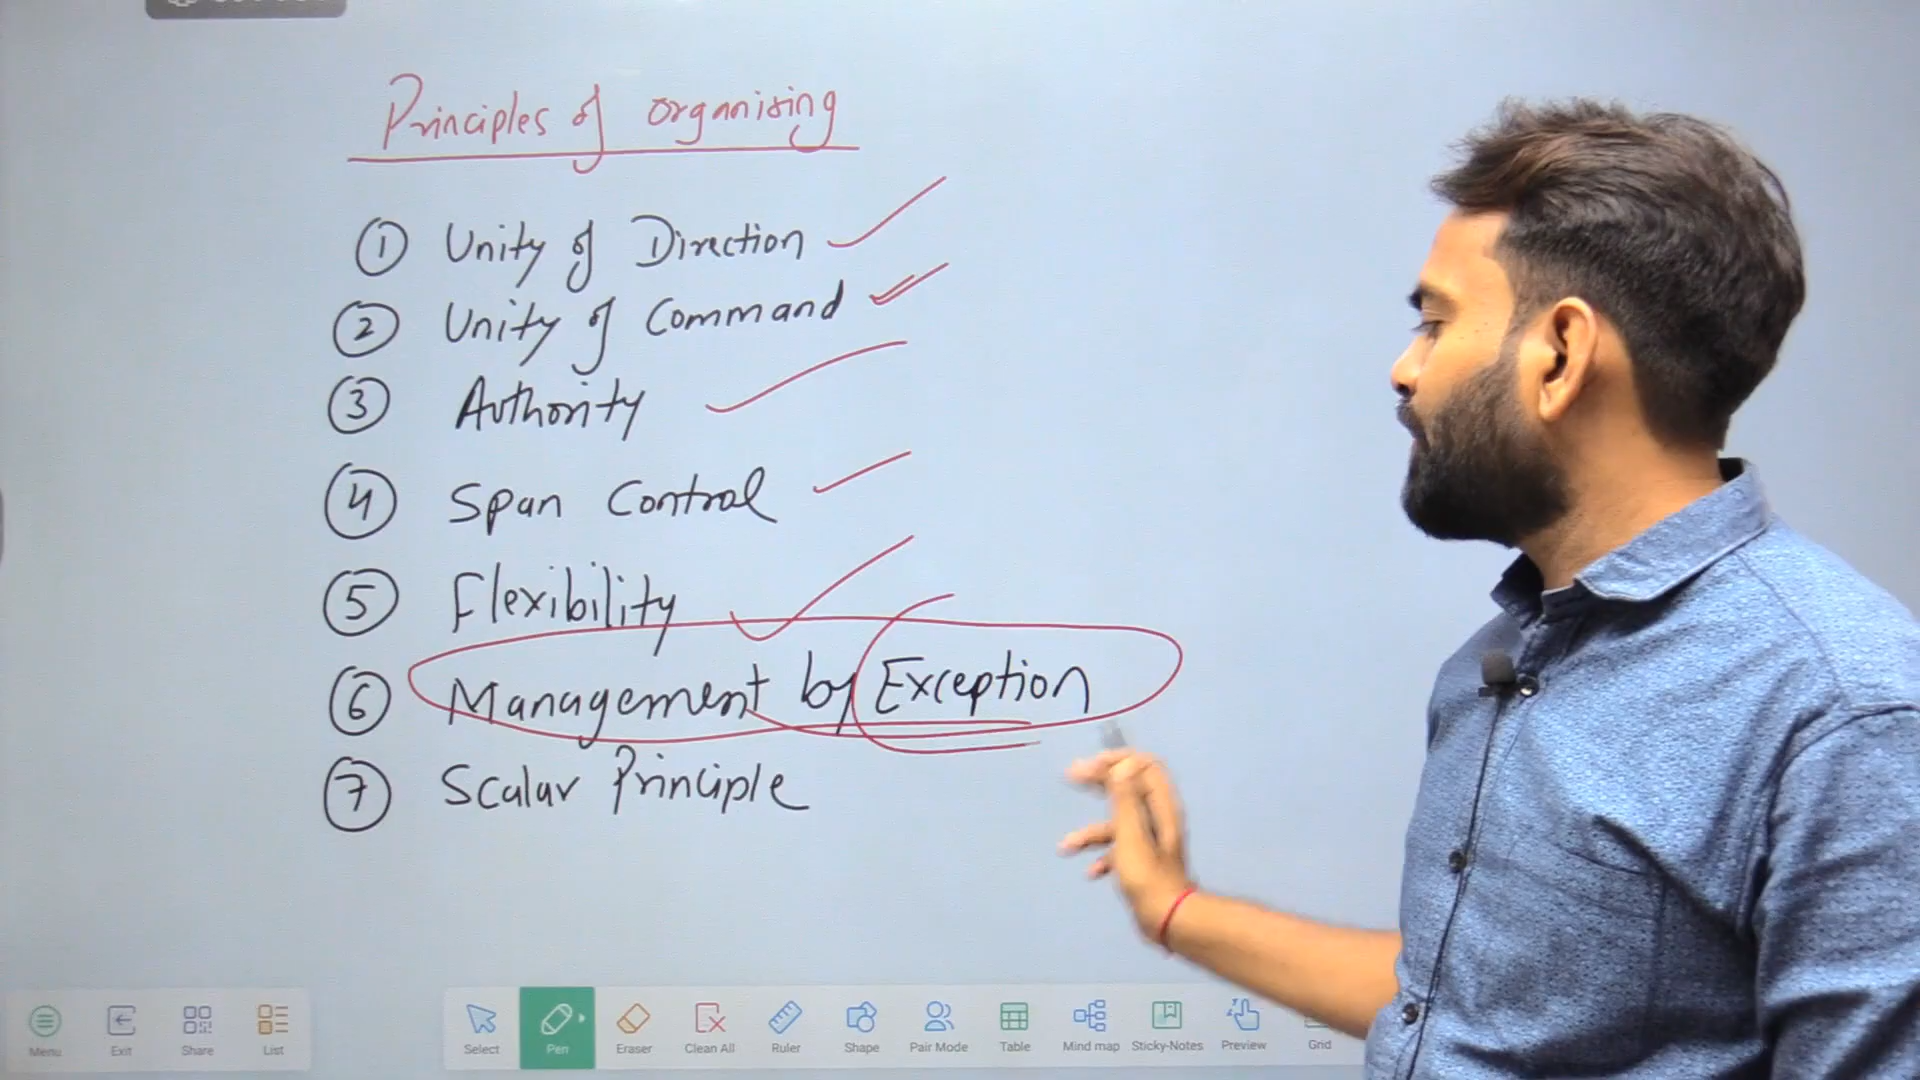 Principles of organising
① Unity of Direction
② Unity of Command
③ Authority
④ Span Control
⑤ Flexibility
⑥ Management by Exception
⑦ Scalar Principle
Menu Exit Share List Select Pen Eraser Clean All Ruler Shape Pair Mode Table Mind map Sticky-Notes Preview Grid